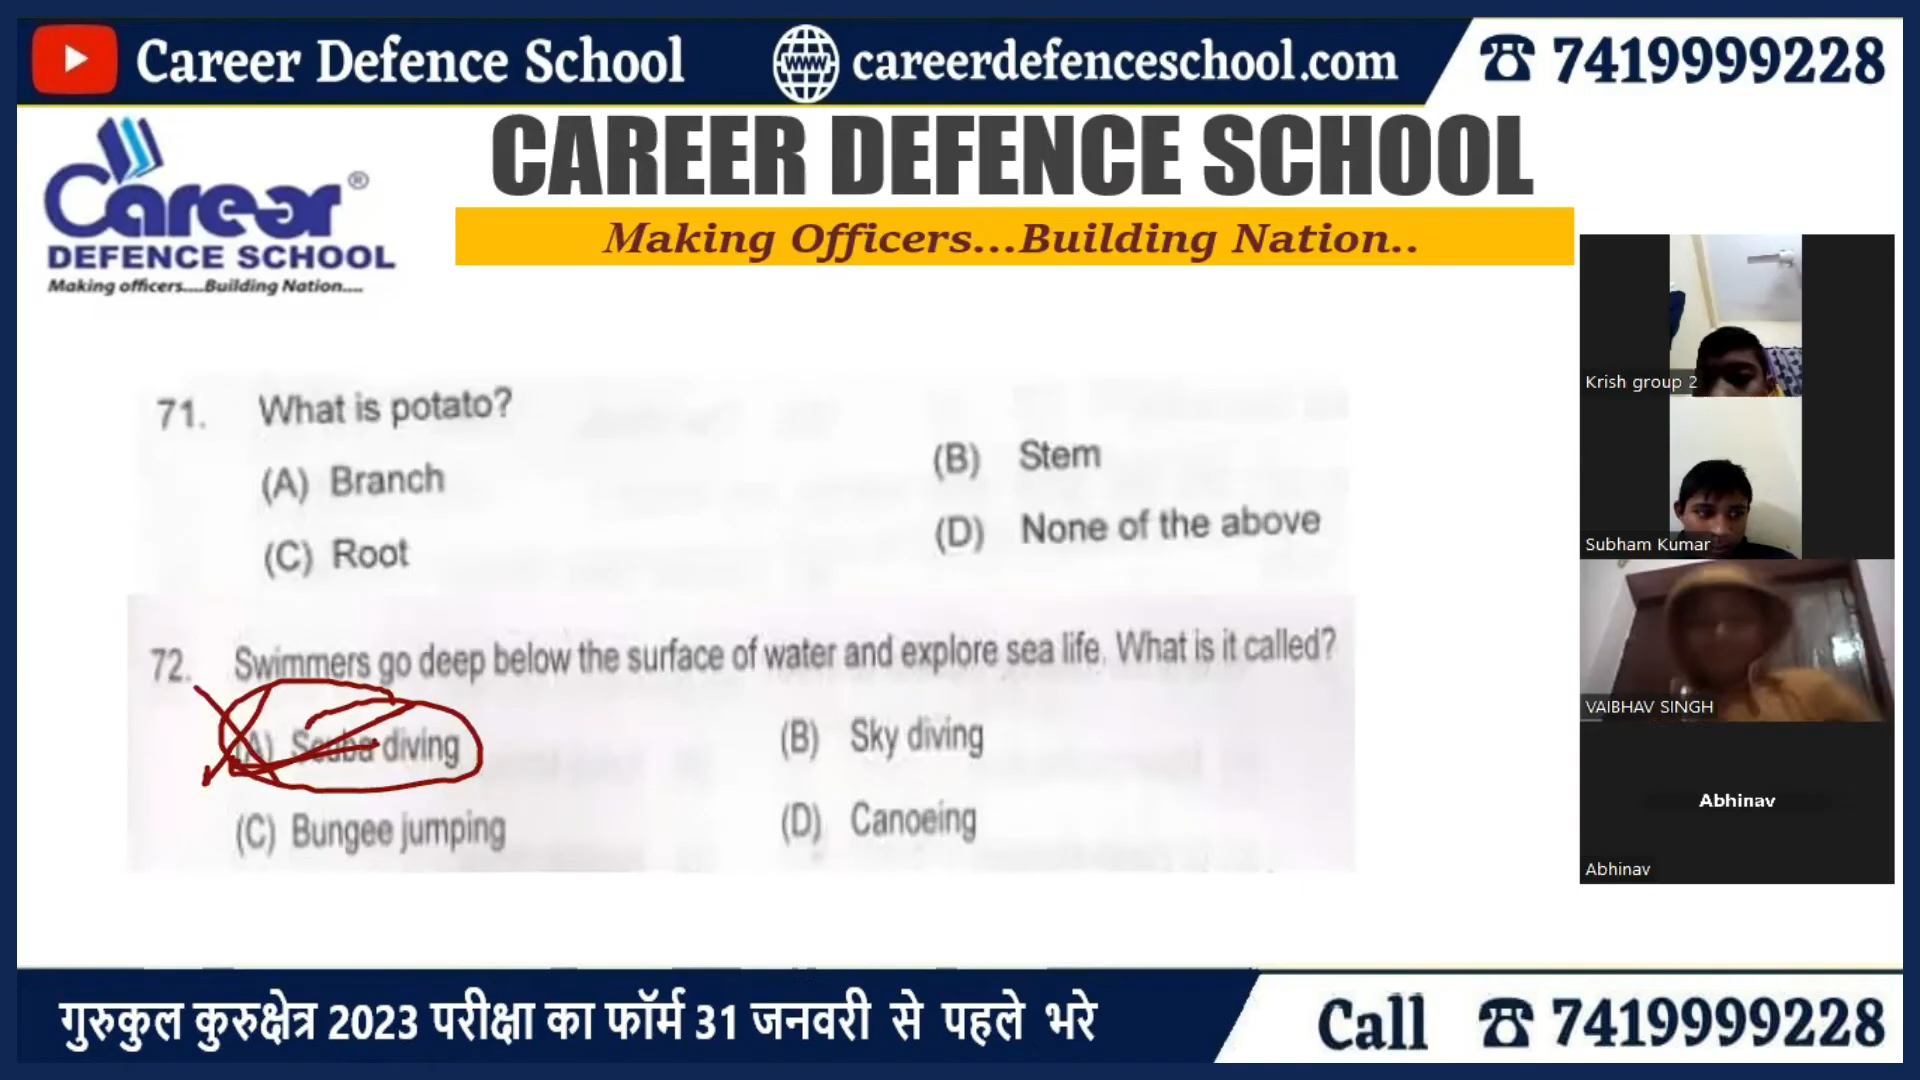 Career Defence School
www
careerdefenceschool.com
7419999228
Carear®
DEFENCE SCHOOL
Making officers....Building Nation....
CAREER DEFENCE SCHOOL
Making Officers...Building Nation..
71. What is potato?
(A) Branch
(B) Stem
(C) Root
(D) None of the above
72. Swimmers go deep below the surface of water and explore sea life. What is it called?
(A) Scuba diving
(B) Sky diving
(C) Bungee jumping
(D) Canoeing
Krish group 2
Subham Kumar
VAIBHAV SINGH
Abhinav
Abhinav
गुरुकुल कुरुक्षेत्र 2023 परीक्षा का फॉर्म 31 जनवरी से पहले भरे
Call 7419999228